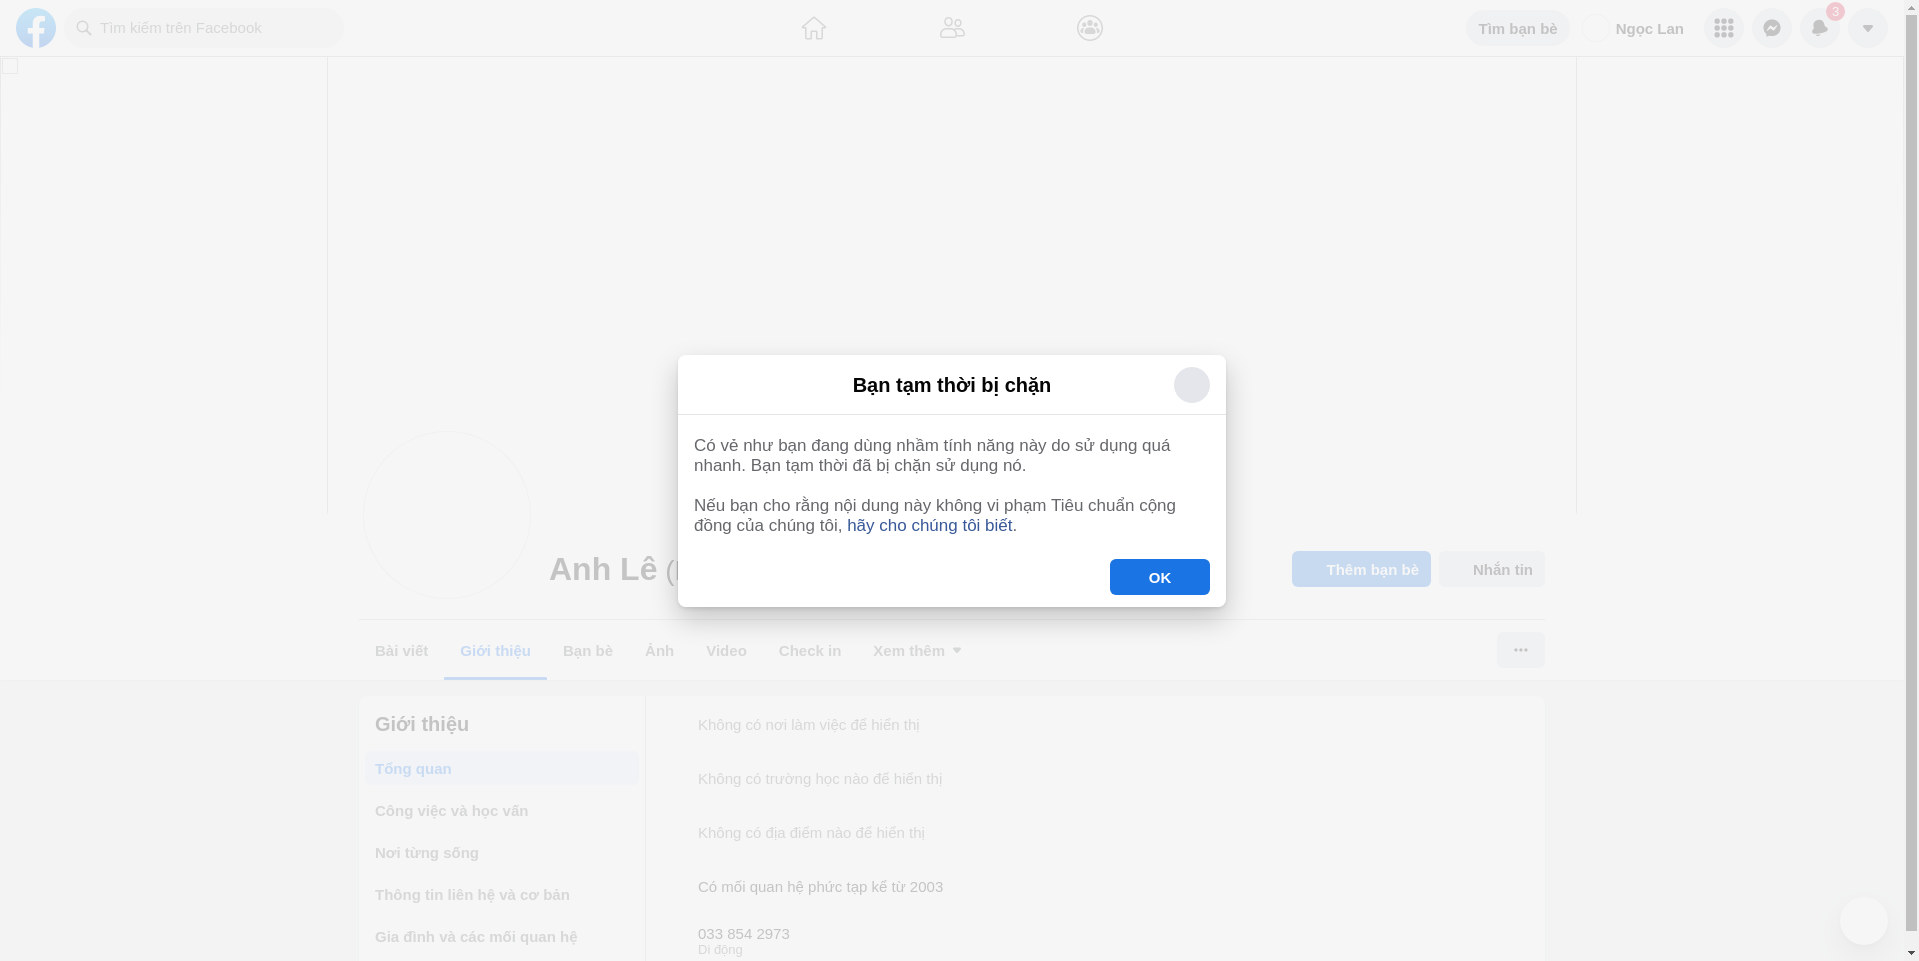 Tìm kiếm trên Facebook
Tìm bạn bè
Ngọc Lan
3
Bạn tạm thời bị chặn
Có vẻ như bạn đang dùng nhầm tính năng này do sử dụng quá
nhanh. Bạn tạm thời đã bị chặn sử dụng nó.
Nếu bạn cho rằng nội dung này không vi phạm Tiêu chuẩn cộng
đồng của chúng tôi, hãy cho chúng tôi biết.
OK
Anh Lê
Thêm bạn bè
Nhắn tin
Bài viết
Giới thiệu
Bạn bè
Ảnh
Video
Check in
Xem thêm
Giới thiệu
Tổng quan
Công việc và học vấn
Nơi từng sống
Thông tin liên hệ và cơ bản
Gia đình và các mối quan hệ
Không có nơi làm việc để hiển thị
Không có trường học nào để hiển thị
Không có địa điểm nào để hiển thị
Có mối quan hệ phức tạp kể từ 2003
033 854 2973
Di động